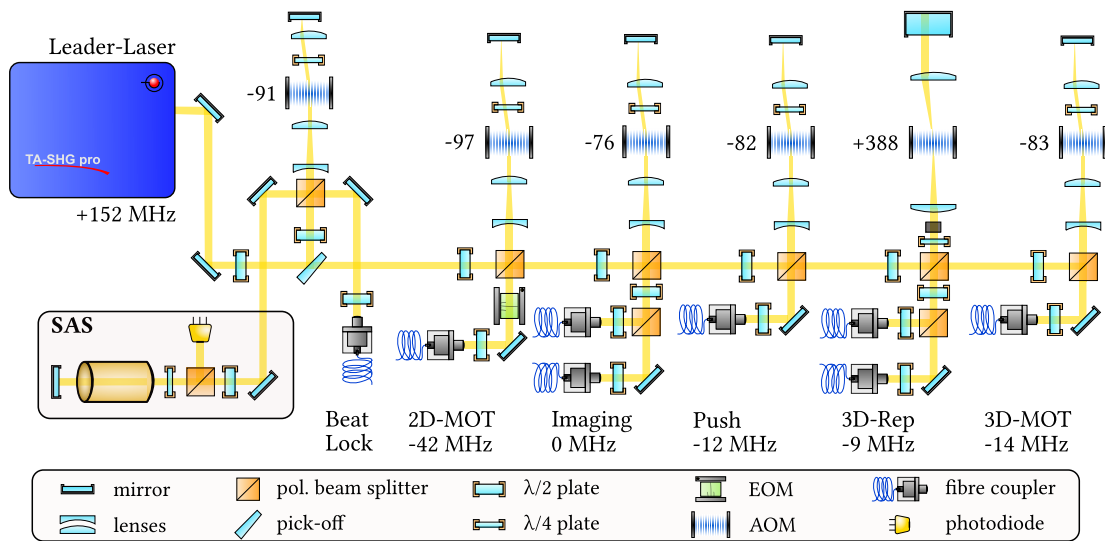 Leader-Laser
TA-SHG pro
+152 MHz
-91
-97
-76
-82
+388
-83
SAS
Beat
Lock
2D-MOT
-42 MHz
Imaging
0 MHz
Push
-12 MHz
3D-Rep
-9 MHz
3D-MOT
-14 MHz
mirror
pol. beam splitter
λ/2 plate
EOM
fibre coupler
lenses
pick-off
λ/4 plate
AOM
photodiode